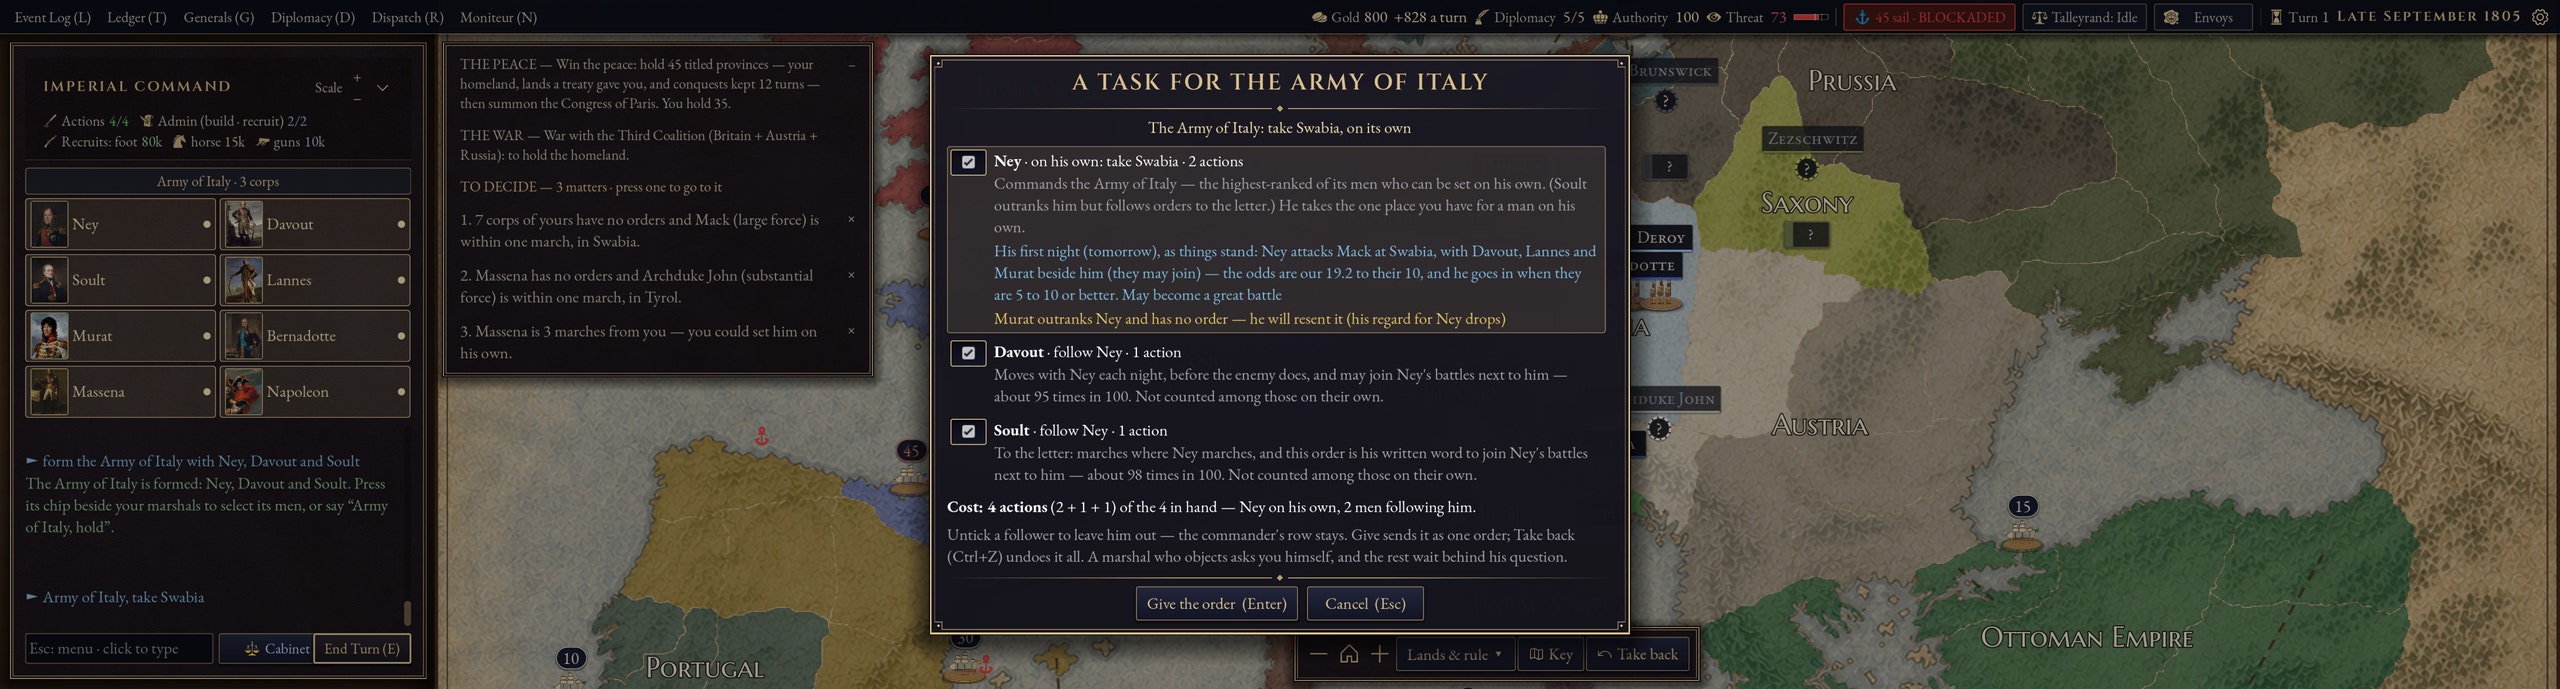 Event Log (L) Ledger (T) Generals (G) Diplomacy (D) Dispatch (R) Moniteur (N)
Gold 800 +828 a turn Diplomacy 5/5 Authority 100 Threat 73
45 sail · BLOCKADED
Talleyrand: Idle
Envoys
Turn 1 LATE SEPTEMBER 1805
IMPERIAL COMMAND
Scale + −
Actions 4/4 Admin (build · recruit) 2/2
Recruits: foot 80k horse 15k guns 10k
Army of Italy · 3 corps
Ney
Davout
Soult
Lannes
Murat
Bernadotte
Massena
Napoleon
► form the Army of Italy with Ney, Davout and Soult
The Army of Italy is formed: Ney, Davout and Soult. Press
its chip beside your marshals to select its men, or say “Army
of Italy, hold”.
► Army of Italy, take Swabia
Esc: menu · click to type
Cabinet
End Turn (E)
THE PEACE — Win the peace: hold 45 titled provinces — your
homeland, lands a treaty gave you, and conquests kept 12 turns —
then summon the Congress of Paris. You hold 35.
THE WAR — War with the Third Coalition (Britain + Austria +
Russia): to hold the homeland.
TO DECIDE — 3 matters · press one to go to it
1. 7 corps of yours have no orders and Mack (large force) is
within one march, in Swabia.
2. Massena has no orders and Archduke John (substantial
force) is within one march, in Tyrol.
3. Massena is 3 marches from you — you could set him on
his own.
A TASK FOR THE ARMY OF ITALY
The Army of Italy: take Swabia, on its own
Ney · on his own: take Swabia · 2 actions
Commands the Army of Italy — the highest-ranked of its men who can be set on his own. (Soult
outranks him but follows orders to the letter.) He takes the one place you have for a man on his
own.
His first night (tomorrow), as things stand: Ney attacks Mack at Swabia, with Davout, Lannes and
Murat beside him (they may join) — the odds are our 19.2 to their 10, and he goes in when they
are 5 to 10 or better. May become a great battle
Murat outranks Ney and has no order — he will resent it (his regard for Ney drops)
Davout · follow Ney · 1 action
Moves with Ney each night, before the enemy does, and may join Ney's battles next to him —
about 95 times in 100. Not counted among those on their own.
Soult · follow Ney · 1 action
To the letter: marches where Ney marches, and this order is his written word to join Ney's battles
next to him — about 98 times in 100. Not counted among those on their own.
Cost: 4 actions (2 + 1 + 1) of the 4 in hand — Ney on his own, 2 men following him.
Untick a follower to leave him out — the commander's row stays. Give sends it as one order; Take back
(Ctrl+Z) undoes it all. A marshal who objects asks you himself, and the rest wait behind his question.
Give the order (Enter)
Cancel (Esc)
BRUNSWICK
?
PRUSSIA
ZEZSCHWITZ
?
?
SAXONY
?
DEROY
DOTTE
IA
HDUKE JOHN
?
AUSTRIA
45
15
10
30
PORTUGAL
OTTOMAN EMPIRE
Lands & rule ▾
Key
Take back